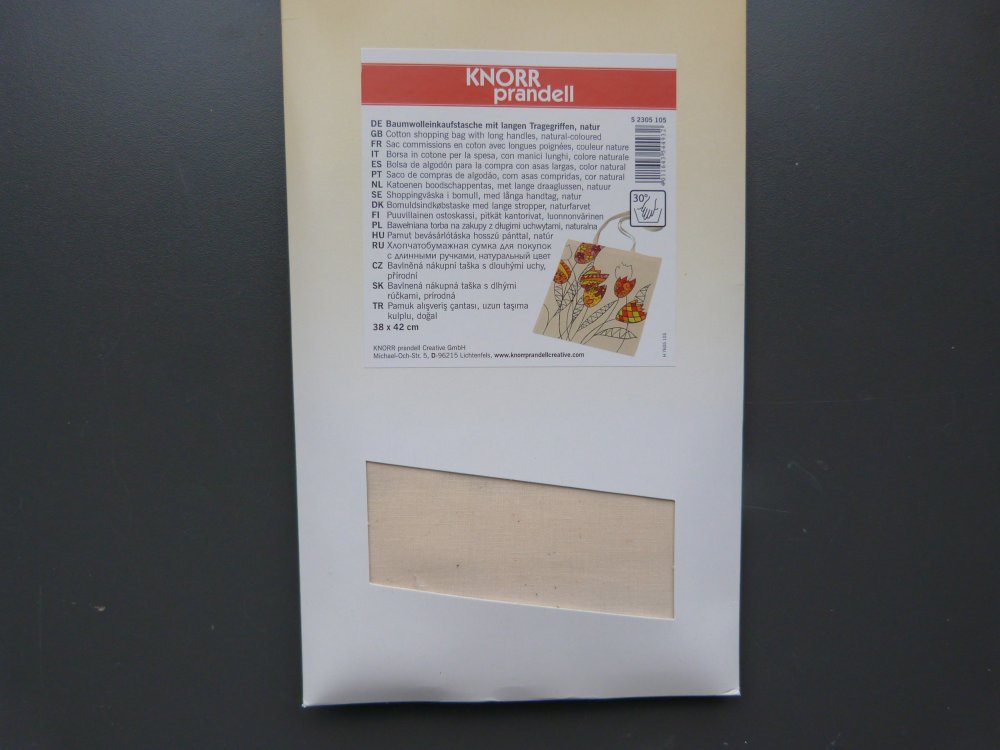 KNORR
prandell
S 2305 105
DE Baumwolleinkaufstasche mit langen Tragegriffen, natur
GB Cotton shopping bag with long handles, natural-coloured
FR Sac commissions en coton avec longues poignées, couleur nature
IT Borsa in cotone per la spesa, con manici lunghi, colore naturale
ES Bolsa de algodón para la compra con asas largas, color natural
PT Saco de compras de algodão, com asas compridas, cor natural
NL Katoenen boodschappentas, met lange draaglussen, natuur
SE Shoppingväska i bomull, med lång handtag, natur
DK Bomuldsindkøbstaske med lange stropper, naturfarvet
FI Puuvillainen ostoskassi, pitkät kantorivat, luonnonvärinen
PL Bawełniana torba na zakupy z długimi uchwytami, naturalna
HU Pamut bevásárlótáska hosszú pánttal, natúr
RU Хлопчатобумажная сумка для покупок
с длинными ручками, натуральный цвет
CZ Bavlněná nákupní taška s dlouhými uchy,
přírodní
SK Bavlnená nákupná taška s dlhými
rúčkami, prírodná
TR Pamuk alışveriş çantası, uzun taşıma
kulplu, doğal
38 x 42 cm
30°
KNORR prandell Creative GmbH
Michael-Och-Str. 5, D-96215 Lichtenfels, www.knorrprandellcreative.com